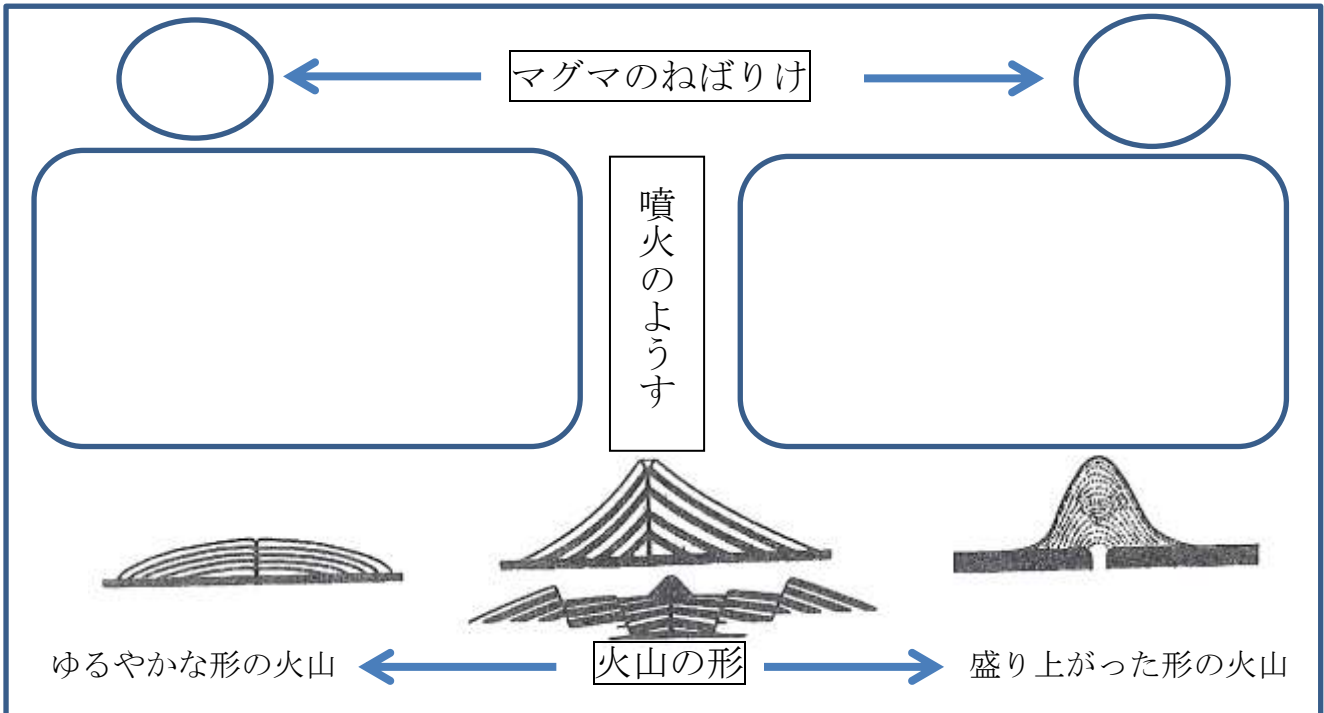 マグマのねばりけ
噴火のようす
ゆるやかな形の火山
火山の形
盛り上がった形の火山